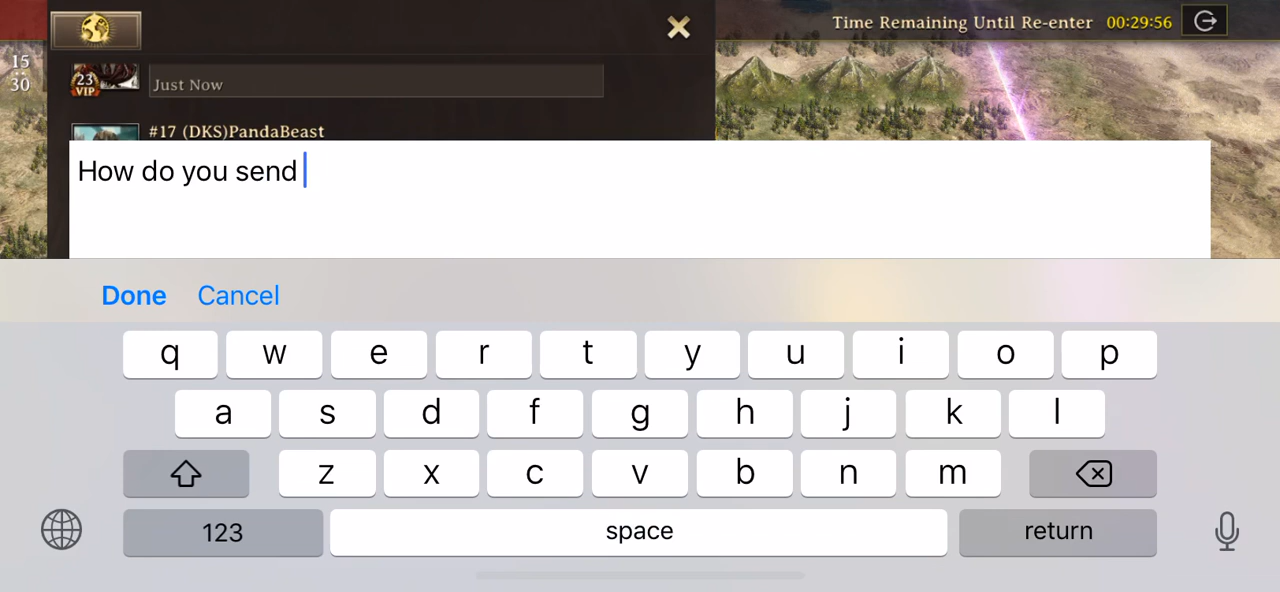 Time Remaining Until Re-enter 00:29:56
15
30
23
VIP
Just Now
#17 (DKS)PandaBeast
How do you send
Done Cancel
q w e r t y u i o p
a s d f g h j k l
z x c v b n m
123 space return